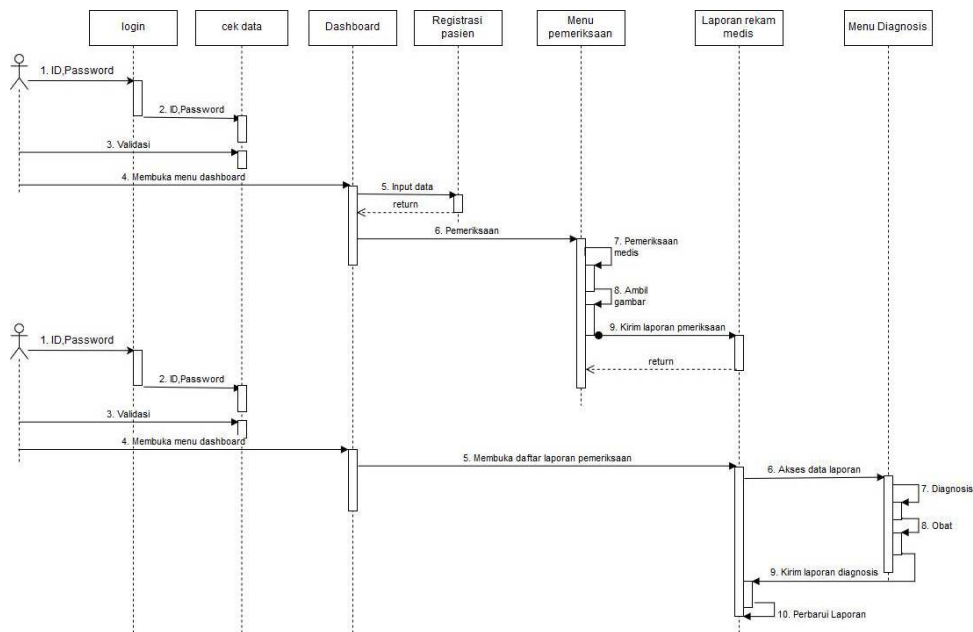 login
cek data
Dashboard
Registrasi
pasien
Menu
pemeriksaan
Laporan rekam
medis
Menu Diagnosis
1. ID,Password
2. ID,Password
3. Validasi
4. Membuka menu dashboard
5. Input data
return
6. Pemeriksaan
7. Pemeriksaan
medis
8. Ambil
gambar
9. Kirim laporan pmeriksaan
return
1. ID,Password
2. ID,Password
3. Validasi
4. Membuka menu dashboard
5. Membuka daftar laporan pemeriksaan
6. Akses data laporan
7. Diagnosis
8. Obat
9. Kirim laporan diagnosis
10. Perbarui Laporan